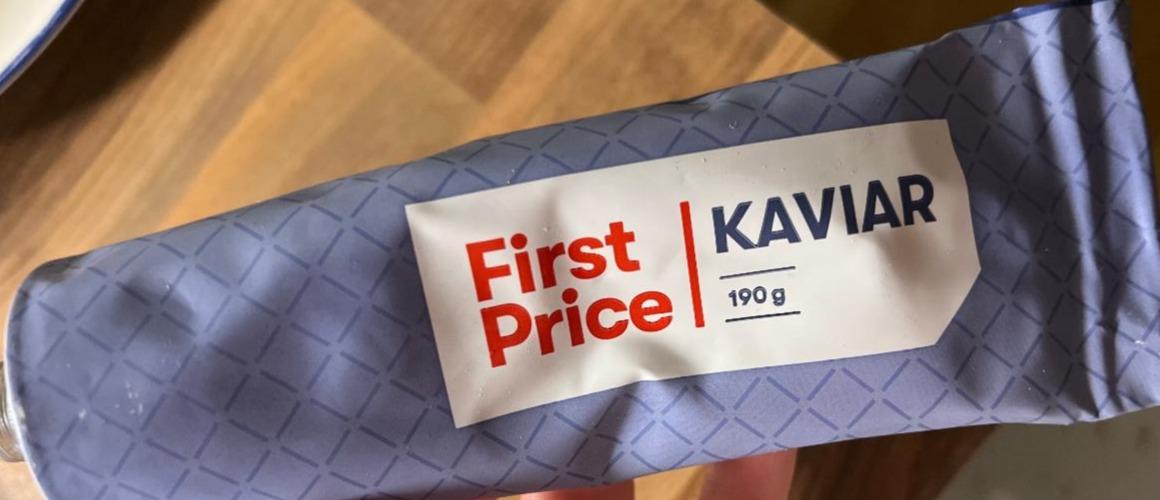 First
Price
KAVIAR
190 g